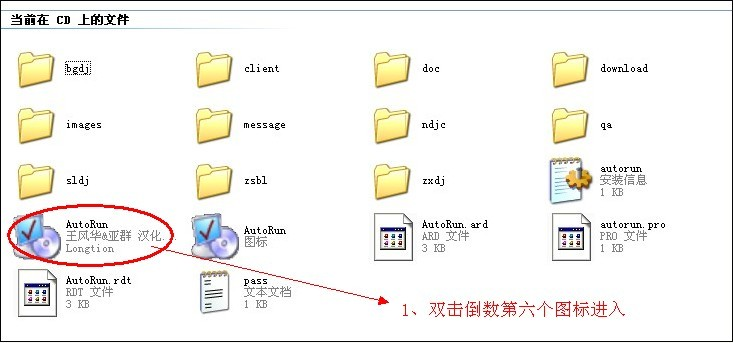 当前在 CD 上的文件
bgdj
client
doc
download
images
message
ndjc
qa
sldj
zsbl
zxdj
autorun
安装信息
1 KB
AutoRun
王风华&亚群 汉化.
Longtion
AutoRun
图标
AutoRun.ard
ARD 文件
3 KB
autorun.pro
PRO 文件
1 KB
AutoRun.rdt
RDT 文件
3 KB
pass
文本文档
1 KB
1、双击倒数第六个图标进入